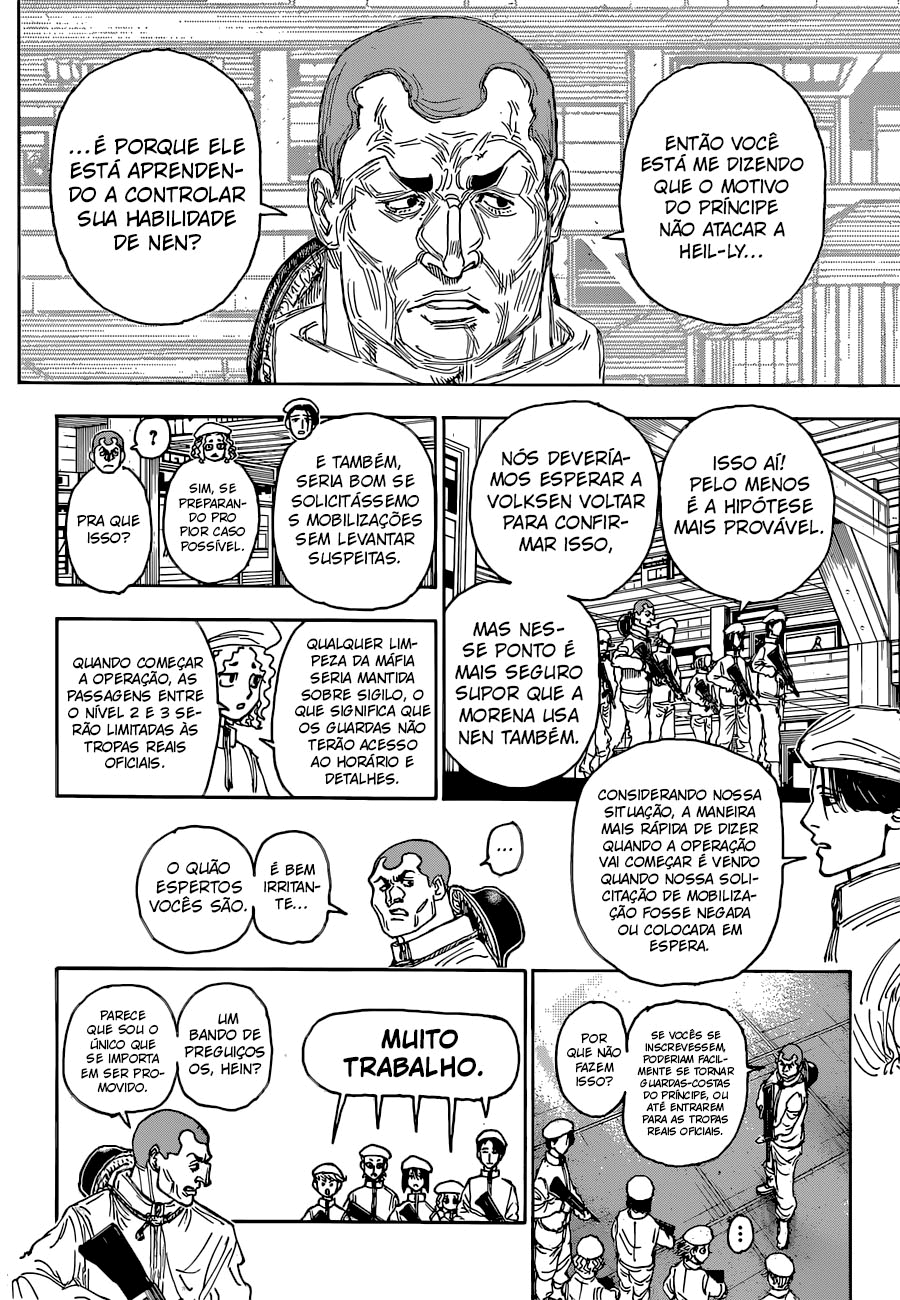 ENTÃO VOCÊ
ESTÁ ME DIZENDO
QUE O MOTIVO
DO PRÍNCIPE
NÃO ATACAR A
HEIL-LY...
...É PORQUE ELE
ESTÁ APRENDEN-
DO A CONTROLAR
SUA HABILIDADE
DE NEN?
ISSO AÍ!
PELO MENOS
É A HIPÓTESE
MAIS PROVÁVEL.
NÓS DEVERÍA-
MOS ESPERAR A
VOLKSEN VOLTAR
PARA CONFIR-
MAR ISSO,
MAS NES-
SE PONTO É
MAIS SEGURO
SUPOR QUE A
MORENA USA
NEN TAMBÉM.
E TAMBÉM,
SERIA BOM SE
SOLICITÁSSEMO
S MOBILIZAÇÕES
SEM LEVANTAR
SUSPEITAS.
SIM, SE
PREPARAN-
DO PRO
PIOR CASO
POSSÍVEL.
?
PRA QUE
ISSO?
QUALQUER LIM-
PEZA DA MÁFIA
SERIA MANTIDA
SOBRE SIGILO, O
QUE SIGNIFICA QUE
OS GUARDAS NÃO
TERÃO ACESSO
AO HORÁRIO E
DETALHES.
QUANDO COMEÇAR
A OPERAÇÃO, AS
PASSAGENS ENTRE
O NÍVEL 2 E 3 SE-
RÃO LIMITADAS ÀS
TROPAS REAIS
OFICIAIS.
CONSIDERANDO NOSSA
SITUAÇÃO, A MANEIRA
MAIS RÁPIDA DE DIZER
QUANDO A OPERAÇÃO
VAI COMEÇAR É VENDO
QUANDO NOSSA SOLI-
CITAÇÃO DE MOBILIZA-
ÇÃO FOSSE NEGADA
OU COLOCADA EM
ESPERA.
...
É BEM
IRRITAN-
TE...
O QUÃO
ESPERTOS
VOCÊS SÃO.
SE VOCÊS SE
INSCREVESSEM,
PODERIAM FACIL-
MENTE SE TORNAR
GUARDAS-COSTAS
DO PRÍNCIPE, OU
ATÉ ENTRAREM
PARA AS TROPAS
REAIS OFICIAIS.
POR
QUE NÃO
FAZEM
ISSO?
...
MUITO
TRABALHO.
UM
BANDO DE
PREGUIÇOS
OS, HEIN?
PARECE
QUE SOU O
ÚNICO QUE
SE IMPORTA
EM SER PRO-
MOVIDO.